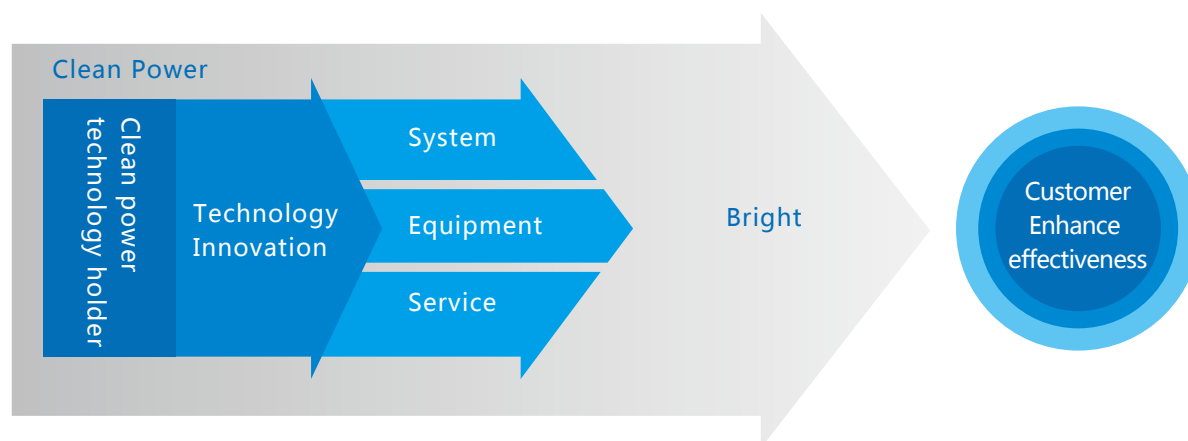 Clean Power
Clean power
technology holder
Technology
Innovation
System
Equipment
Service
Bright
Customer
Enhance
effectiveness